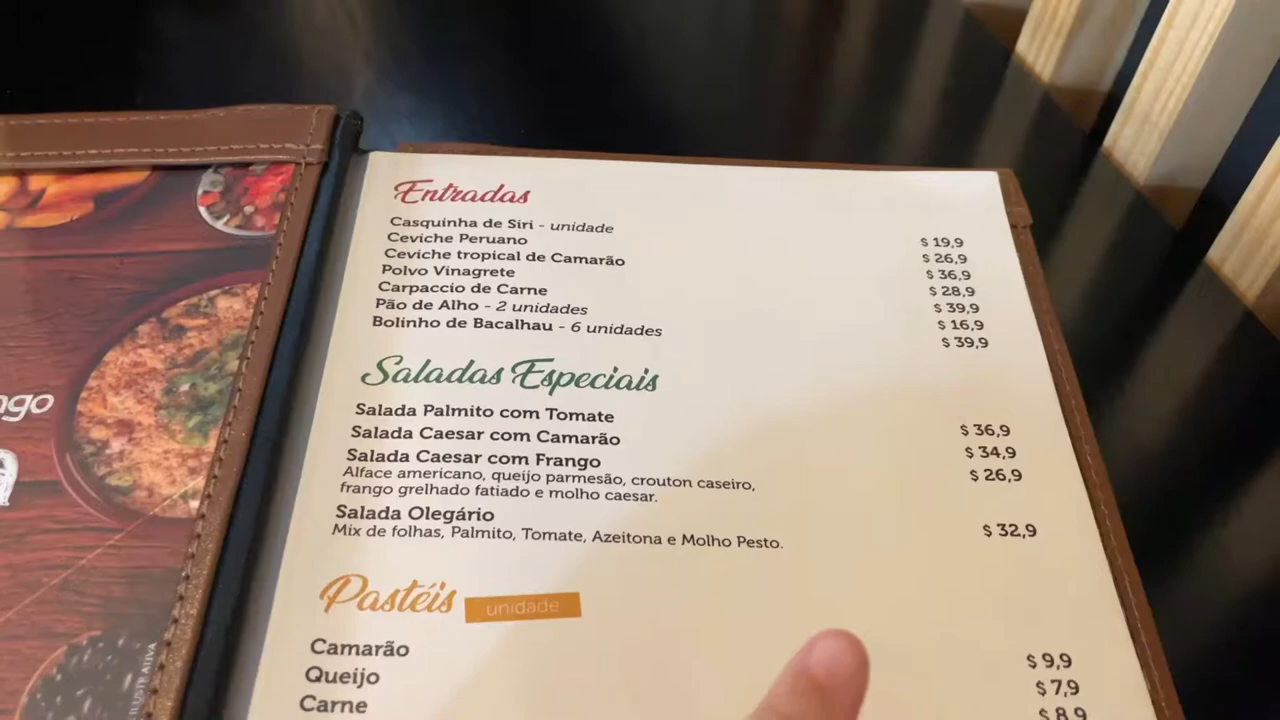 Entradas
Casquinha de Siri - unidade $ 19,9
Ceviche Peruano $ 26,9
Ceviche tropical de Camarão $ 36,9
Polvo Vinagrete $ 28,9
Carpaccio de Carne $ 39,9
Pão de Alho - 2 unidades $ 16,9
Bolinho de Bacalhau - 6 unidades $ 39,9
Saladas Especiais
Salada Palmito com Tomate $ 36,9
Salada Caesar com Camarão $ 34,9
Salada Caesar com Frango $ 26,9
Alface americano, queijo parmesão, crouton caseiro,
frango grelhado fatiado e molho caesar.
Salada Olegário $ 32,9
Mix de folhas, Palmito, Tomate, Azeitona e Molho Pesto.
Pastéis unidade
Camarão $ 9,9
Queijo $ 7,9
Carne $ 8,9